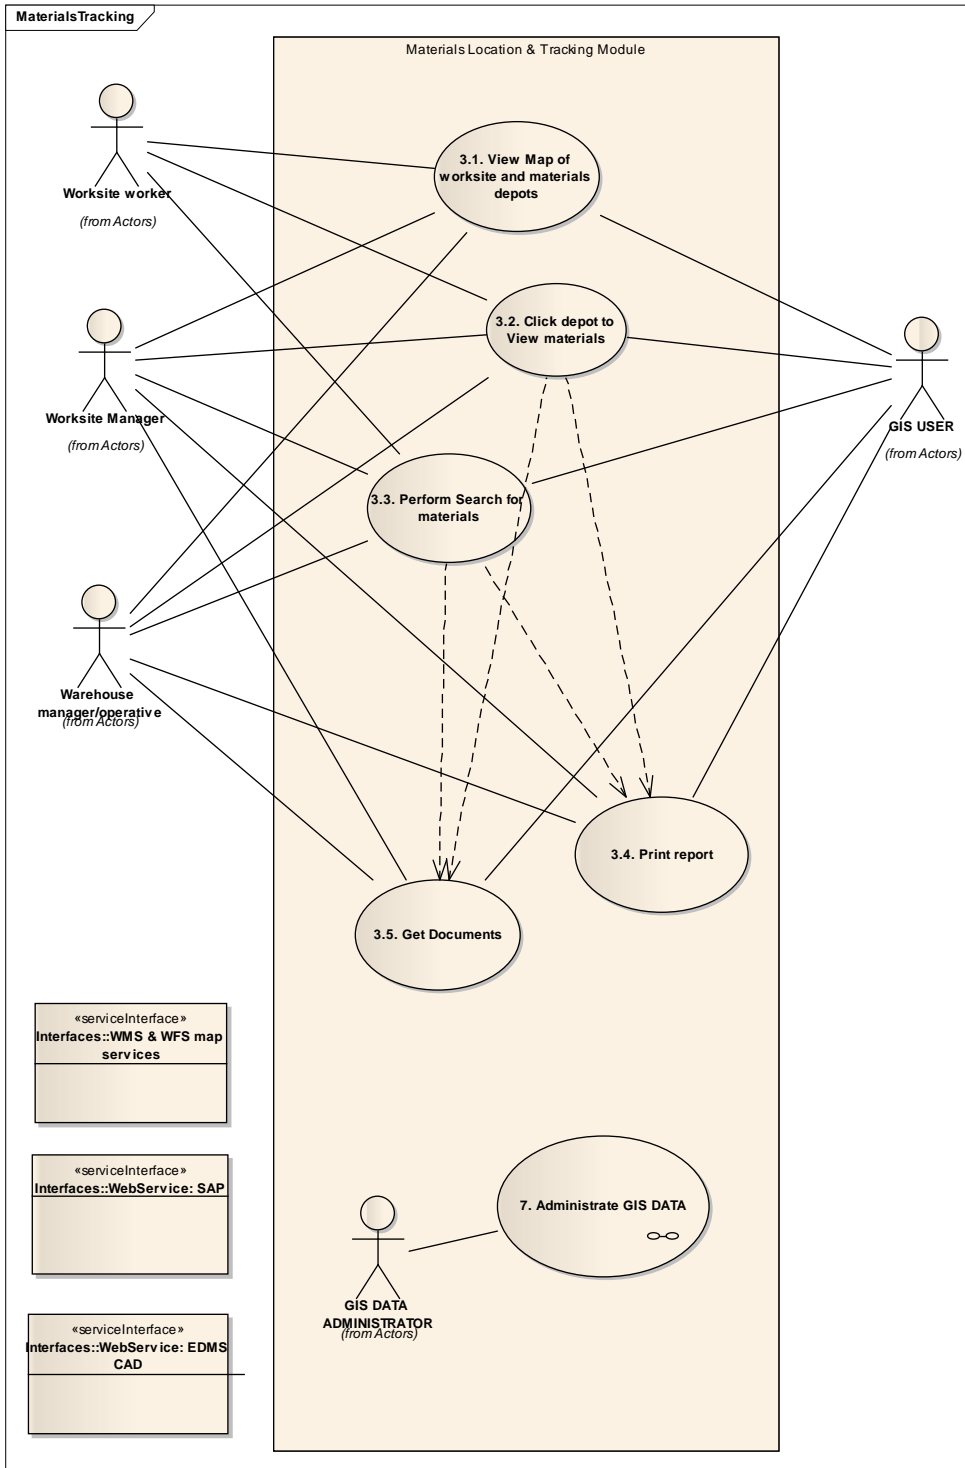 MaterialsTracking
Materials Location & Tracking Module
Worksite worker
(from Actors)
3.1. View Map of
worksite and materials
depots
3.2. Click depot to
View materials
Worksite Manager
(from Actors)
GIS USER
(from Actors)
3.3. Perform Search for
materials
Warehouse
manager/operative
(from Actors)
3.4. Print report
3.5. Get Documents
«serviceInterface»
Interfaces::WMS & WFS map
services
«serviceInterface»
Interfaces::WebService: SAP
7. Administrate GIS DATA
GIS DATA
ADMINISTRATOR
(from Actors)
«serviceInterface»
Interfaces::WebService: EDMS
CAD